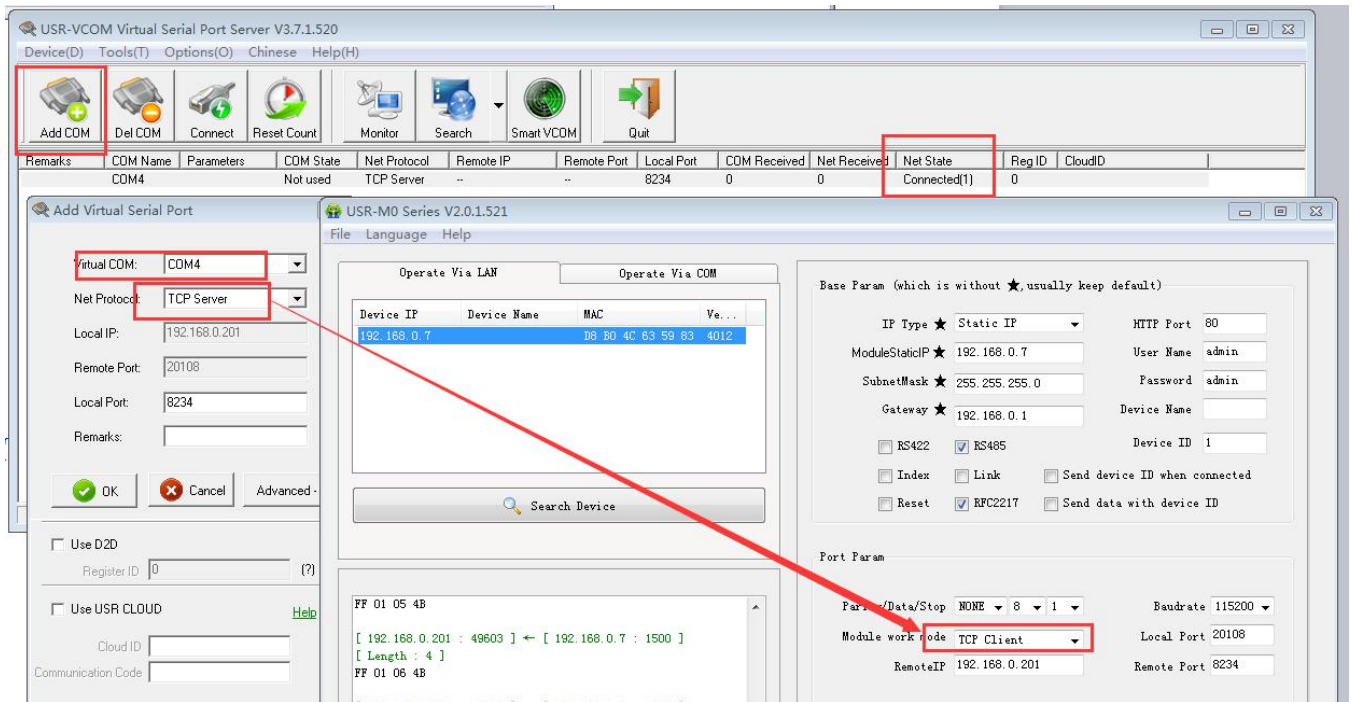 USR-VCOM Virtual Serial Port Server V3.7.1.520
Device(D) Tools(T) Options(O) Chinese Help(H)
Add COM Del COM Connect Reset Count Monitor Search Smart VCOM Quit
Remarks COM Name Parameters COM State Net Protocol Remote IP Remote Port Local Port COM Received Net Received Net State Reg ID CloudID
COM4 Not used TCP Server -- -- 8234 0 0 Connected(1) 0
Add Virtual Serial Port
Virtual COM: COM4
Net Protocol: TCP Server
Local IP: 192.168.0.201
Remote Port: 20108
Local Port: 8234
Remarks:
OK Cancel Advanced -
Use D2D
Register ID 0 (?)
Use USR CLOUD Help
Cloud ID
Communication Code
USR-M0 Series V2.0.1.521
File Language Help
Operate Via LAN Operate Via COM
Device IP Device Name MAC Ve...
192.168.0.7 D8 B0 4C 63 59 83 4012
Search Device
FF 01 05 4B
[ 192.168.0.201 : 49603 ] ← [ 192.168.0.7 : 1500 ]
[ Length : 4 ]
FF 01 06 4B
Base Param (which is without ★,usually keep default)
IP Type ★ Static IP HTTP Port 80
ModuleStaticIP ★ 192.168.0.7 User Name admin
SubnetMask ★ 255.255.255.0 Password admin
Gateway ★ 192.168.0.1 Device Name
RS422 RS485 Device ID 1
Index Link Send device ID when connected
Reset RFC2217 Send data with device ID
Port Param
Parity/Data/Stop NONE 8 1 Baudrate 115200
Module work mode TCP Client Local Port 20108
RemoteIP 192.168.0.201 Remote Port 8234